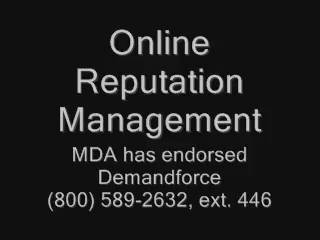 Online
Reputation
Management
MDA has endorsed
Demandforce
(800) 589-2632, ext. 446